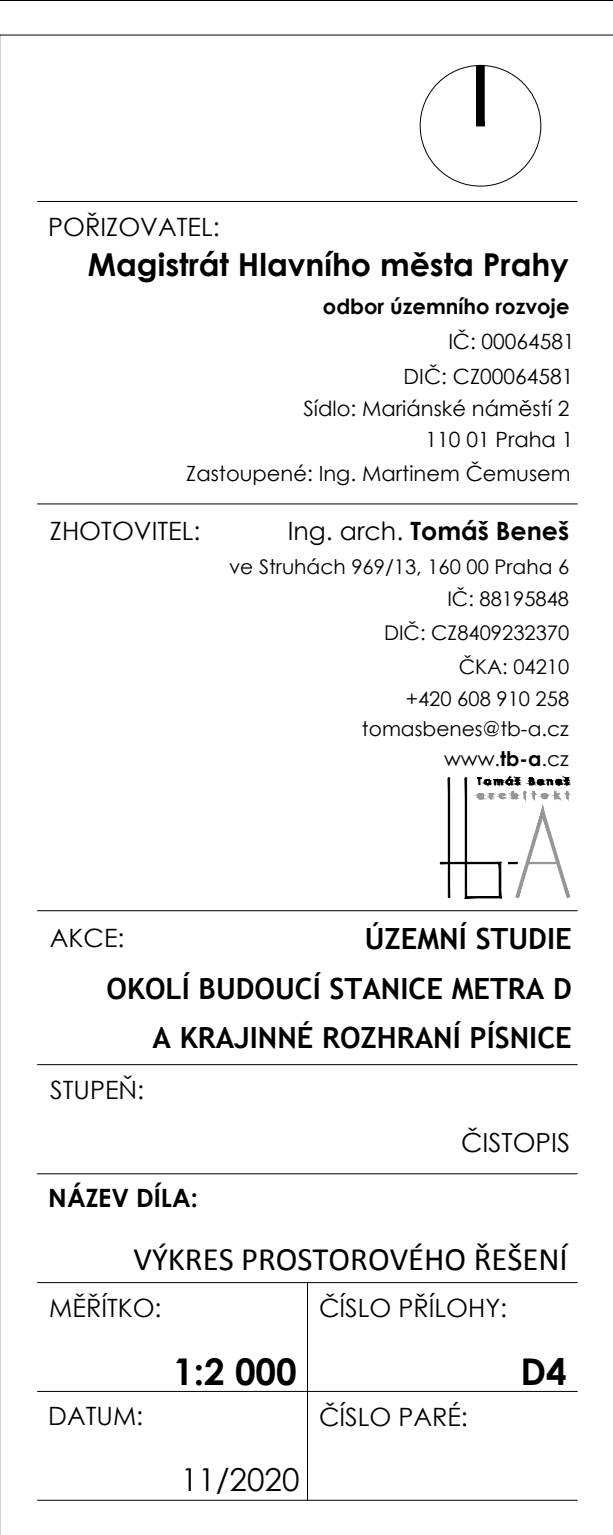 POŘIZOVATEL:
Magistrát Hlavního města Prahy
odbor územního rozvoje
IČ: 00064581
DIČ: CZ00064581
Sídlo: Mariánské náměstí 2
110 01 Praha 1
Zastoupené: Ing. Martinem Čemusem
ZHOTOVITEL: Ing. arch. Tomáš Beneš
ve Struhách 969/13, 160 00 Praha 6
IČ: 88195848
DIČ: CZ8409232370
ČKA: 04210
+420 608 910 258
tomasbenes@tb-a.cz
www.tb-a.cz
Tomáš Beneš
architekt
tb-A
AKCE: ÚZEMNÍ STUDIE
OKOLÍ BUDOUCÍ STANICE METRA D
A KRAJINNÉ ROZHRANÍ PÍSNICE
STUPEŇ:
ČISTOPIS
NÁZEV DÍLA:
VÝKRES PROSTOROVÉHO ŘEŠENÍ
MĚŘÍTKO:
1:2 000
ČÍSLO PŘÍLOHY:
D4
DATUM:
11/2020
ČÍSLO PARÉ: